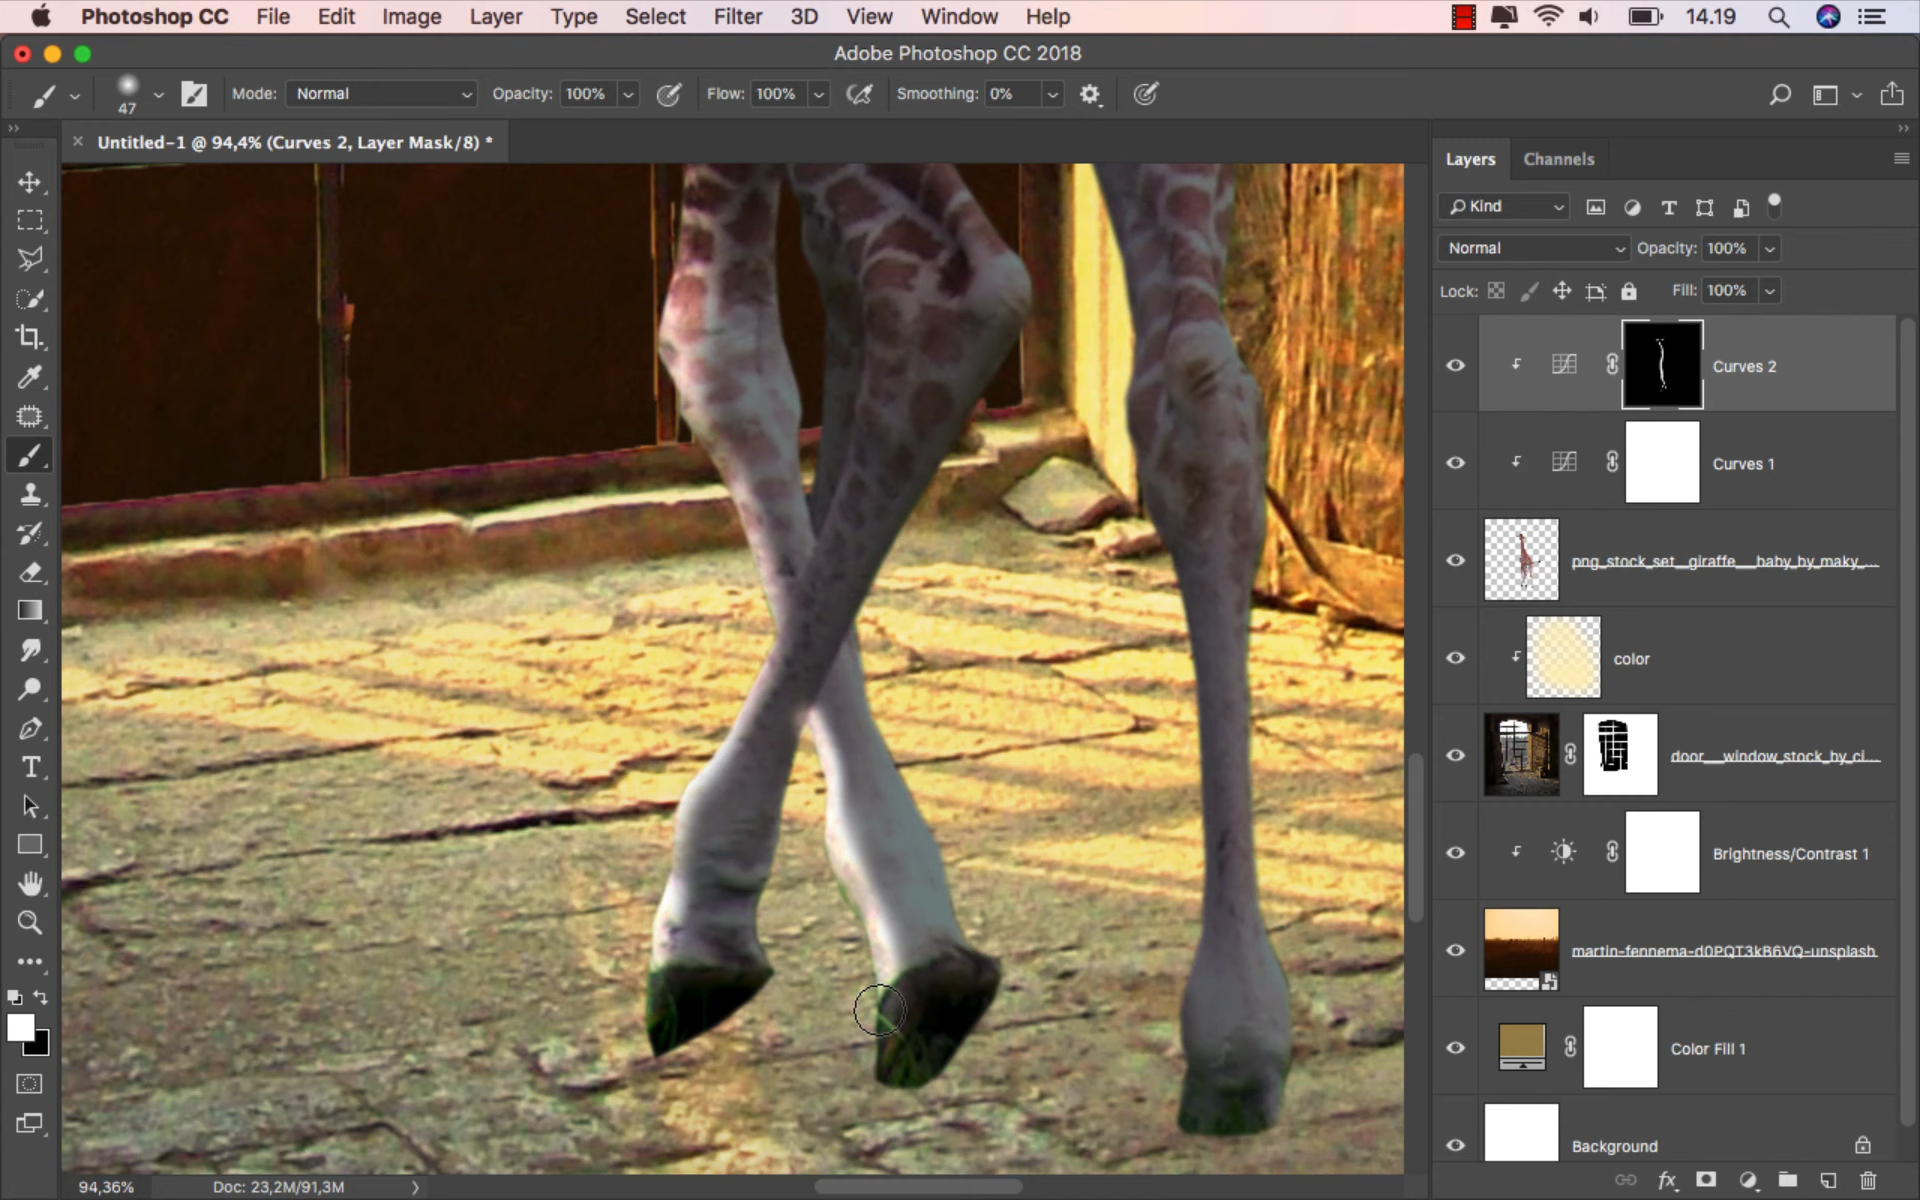 Photoshop CC File Edit Image Layer Type Select Filter 3D View Window Help 14.19
Adobe Photoshop CC 2018
47 Mode: Normal Opacity: 100% Flow: 100% Smoothing: 0%
Untitled-1 @ 94,4% (Curves 2, Layer Mask/8) *
Layers Channels
Kind
Normal Opacity: 100%
Lock: Fill: 100%
Curves 2
Curves 1
png_stock_set__giraffe___baby_by_maky_...
color
door__window_stock_by_ci...
Brightness/Contrast 1
martin-fennema-d0PQT3kB6VQ-unsplash
Color Fill 1
Background
94,36% Doc: 23,2M/91,3M